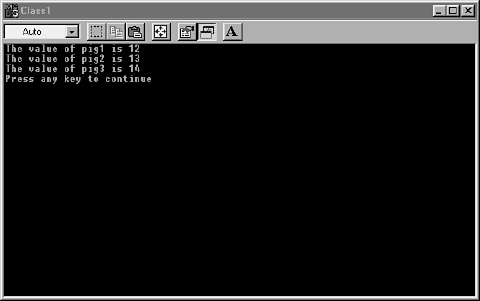 Class1
Auto
A
The value of pig1 is 12
The value of pig2 is 13
The value of pig3 is 14
Press any key to continue